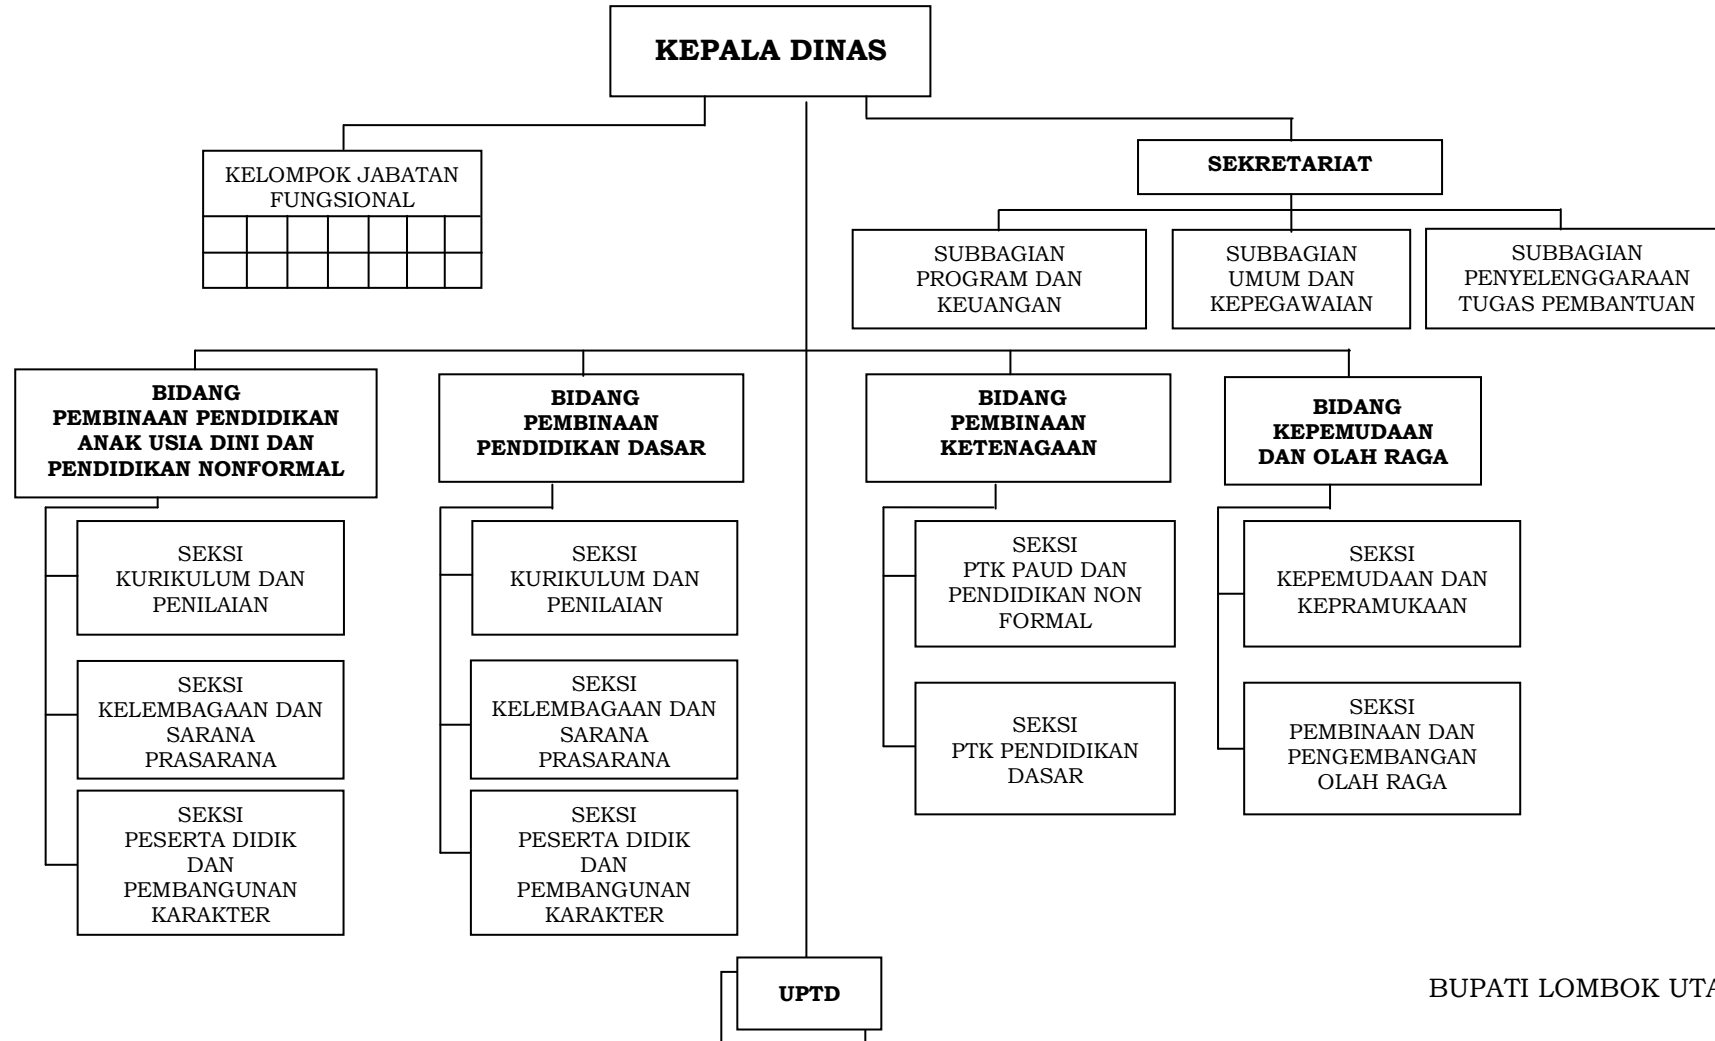 KEPALA DINAS
KELOMPOK JABATAN
FUNGSIONAL
SEKRETARIAT
SUBBAGIAN
PROGRAM DAN
KEUANGAN
SUBBAGIAN
UMUM DAN
KEPEGAWAIAN
SUBBAGIAN
PENYELENGGARAAN
TUGAS PEMBANTUAN
BIDANG
PEMBINAAN PENDIDIKAN
ANAK USIA DINI DAN
PENDIDIKAN NONFORMAL
BIDANG
PEMBINAAN
PENDIDIKAN DASAR
BIDANG
PEMBINAAN
KETENAGAAN
BIDANG
KEPEMUDAAN
DAN OLAH RAGA
SEKSI
KURIKULUM DAN
PENILAIAN
SEKSI
KELEMBAGAAN DAN
SARANA
PRASARANA
SEKSI
PESERTA DIDIK
DAN
PEMBANGUNAN
KARAKTER
SEKSI
KURIKULUM DAN
PENILAIAN
SEKSI
KELEMBAGAAN DAN
SARANA
PRASARANA
SEKSI
PESERTA DIDIK
DAN
PEMBANGUNAN
KARAKTER
SEKSI
PTK PAUD DAN
PENDIDIKAN NON
FORMAL
SEKSI
PTK PENDIDIKAN
DASAR
SEKSI
KEPEMUDAAN DAN
KEPRAMUKAAN
SEKSI
PEMBINAAN DAN
PENGEMBANGAN
OLAH RAGA
UPTD
BUPATI LOMBOK UTA